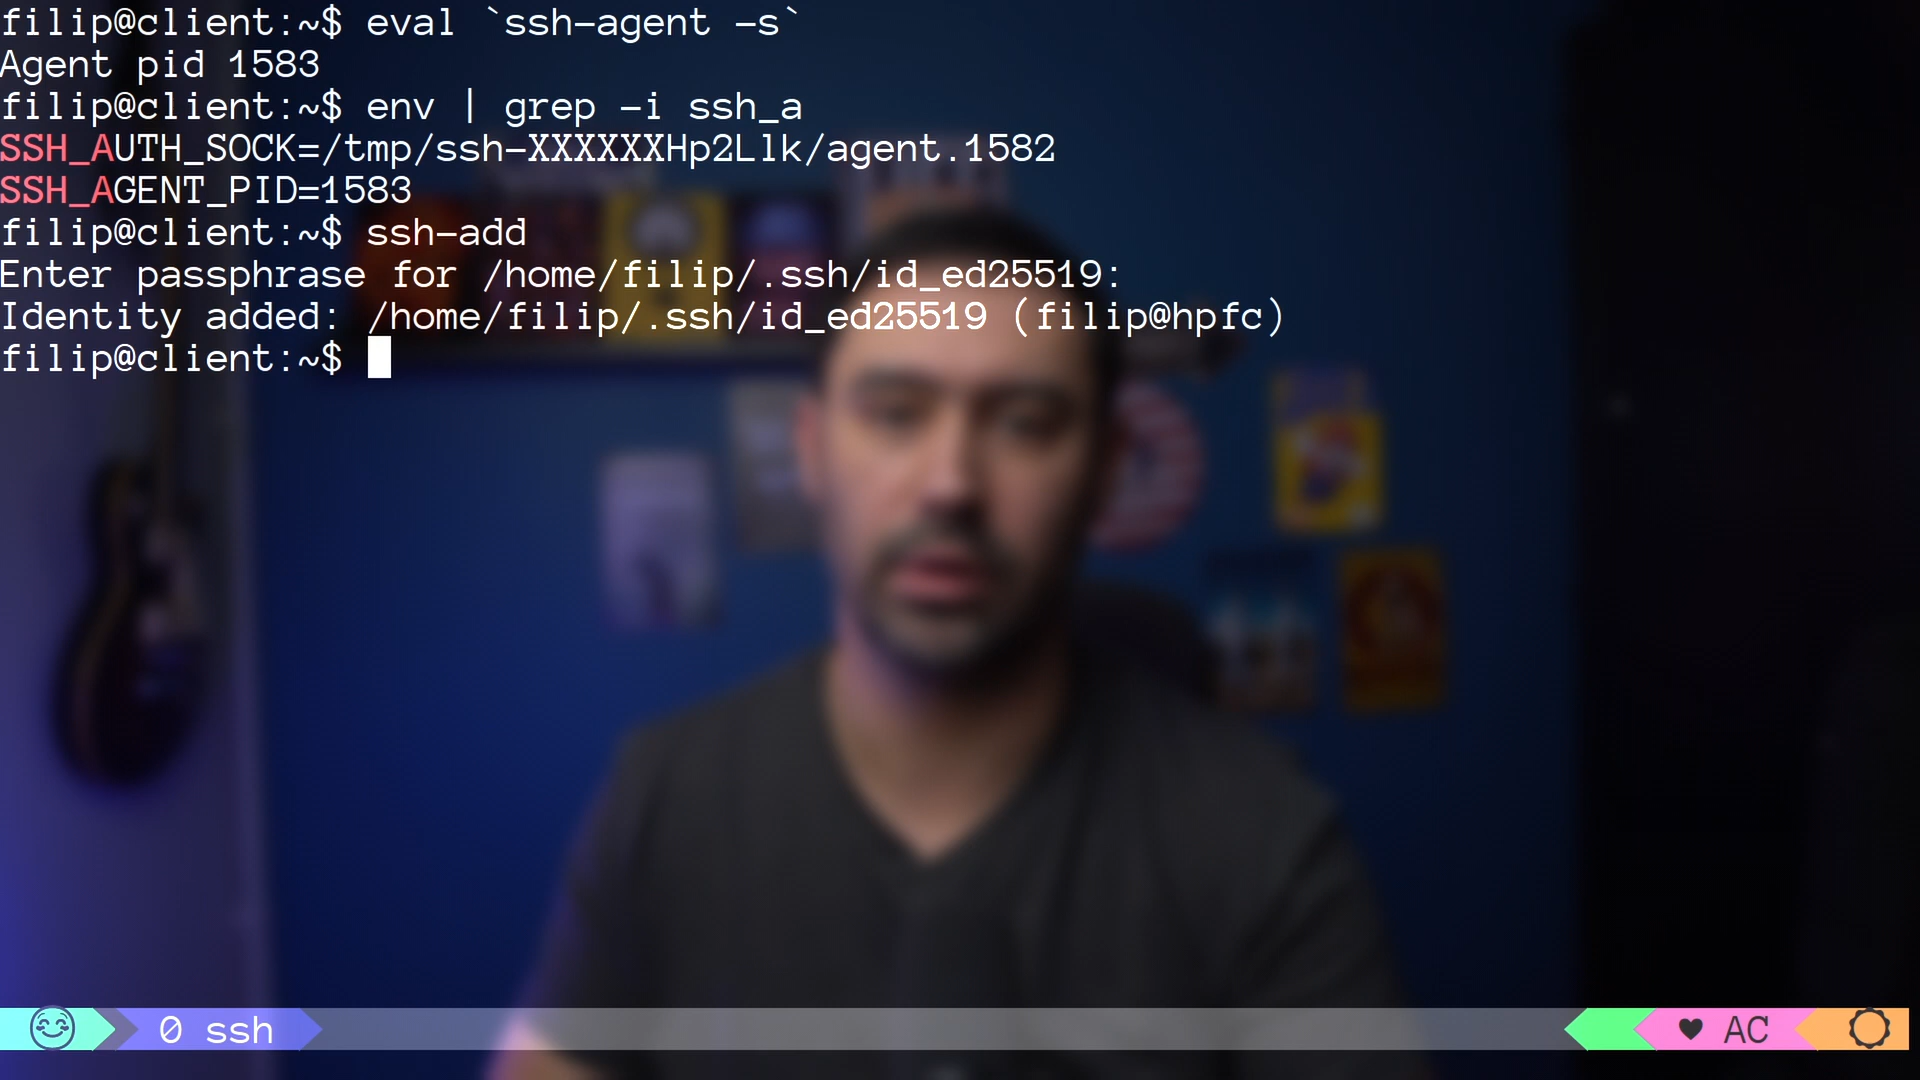 filip@client:~$ eval `ssh-agent -s`
Agent pid 1583
filip@client:~$ env | grep -i ssh_a
SSH_AUTH_SOCK=/tmp/ssh-XXXXXXHp2Llk/agent.1582
SSH_AGENT_PID=1583
filip@client:~$ ssh-add
Enter passphrase for /home/filip/.ssh/id_ed25519:
Identity added: /home/filip/.ssh/id_ed25519 (filip@hpfc)
filip@client:~$
0 ssh
♥ AC